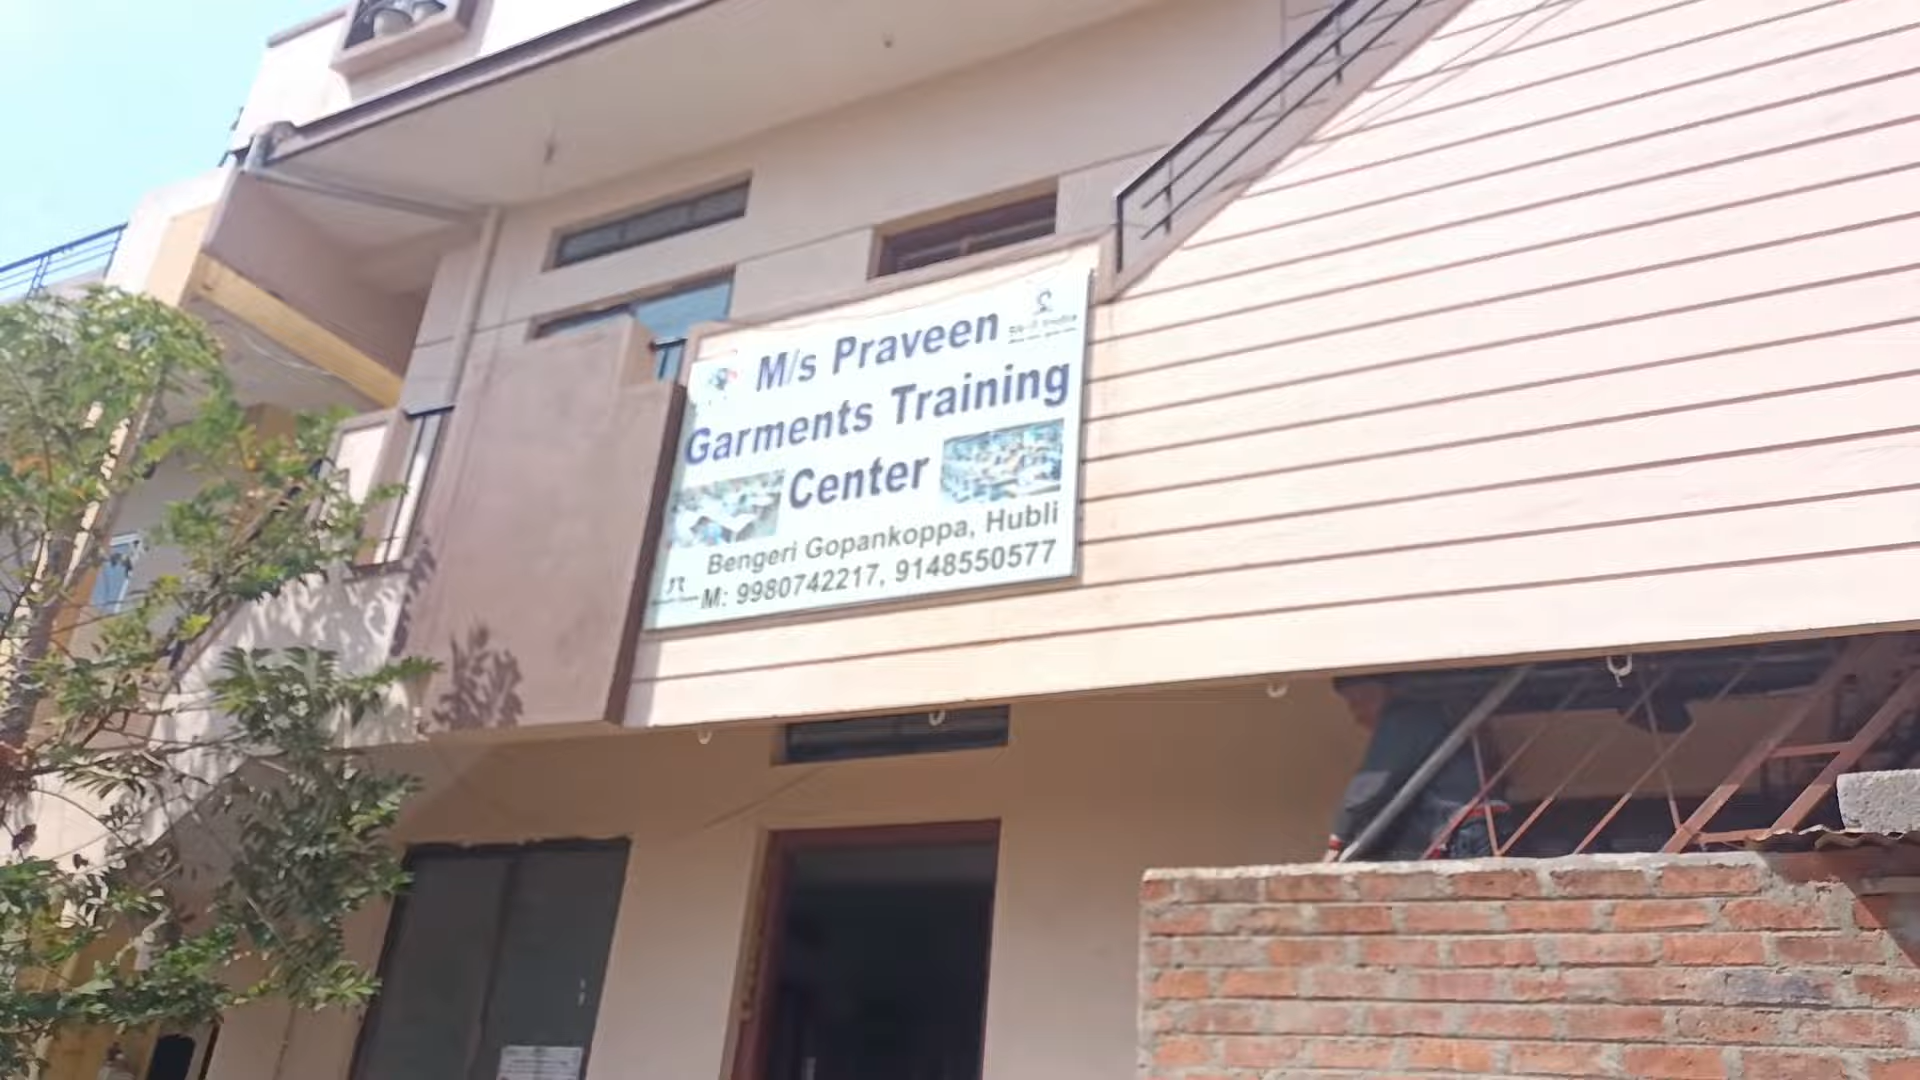 M/s Praveen
Garments Training
Center
Bengeri Gopankoppa, Hubli
M: 9980742217, 9148550577